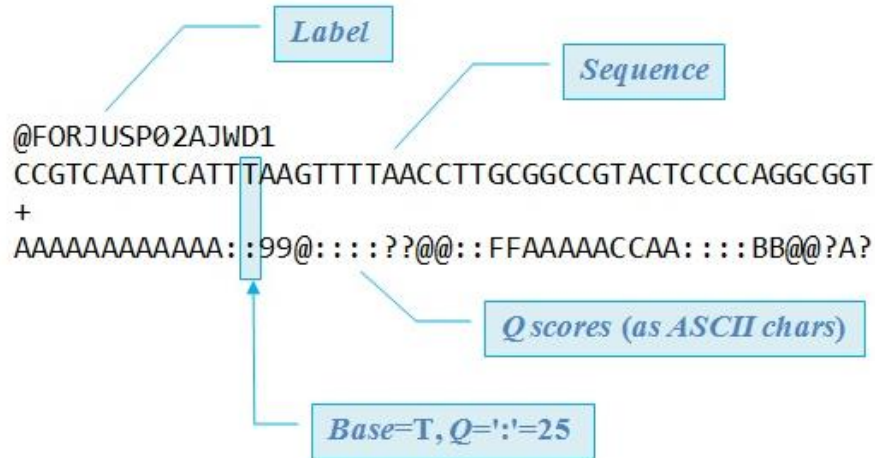 Label
Sequence
@FORJUSP02AJWD1
CCGTCAATTCATTTAAGTTTTAACCTTGCGGCCGTACTCCCCAGGCGGT
+
AAAAAAAAAAAA::99@::::??@@::FFAAAAACCAA::::BB@@?A?
Q scores (as ASCII chars)
Base=T, Q=':'=25